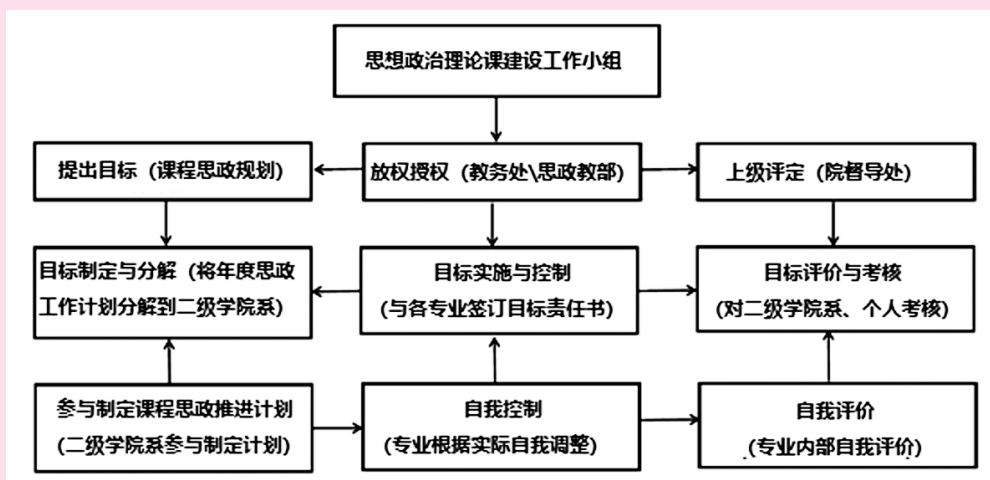 思想政治理论课建设工作小组
提出目标（课程思政规划）
放权授权（教务处\思政教部）
上级评定（院督导处）
目标制定与分解（将年度思政
工作计划分解到二级学院系）
目标实施与控制
(与各专业签订目标责任书)
目标评价与考核
(对二级学院系、个人考核)
参与制定课程思政推进计划
(二级学院系参与制定计划)
自我控制
(专业根据实际自我调整)
自我评价
(专业内部自我评价)